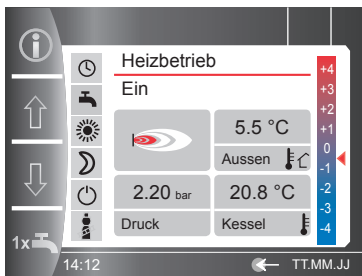 Heizbetrieb
Ein
5.5 °C
Aussen
2.20 bar
20.8 °C
Druck
Kessel
+4
+3
+2
+1
0
-1
-2
-3
-4
1x
14:12
TT.MM.JJ